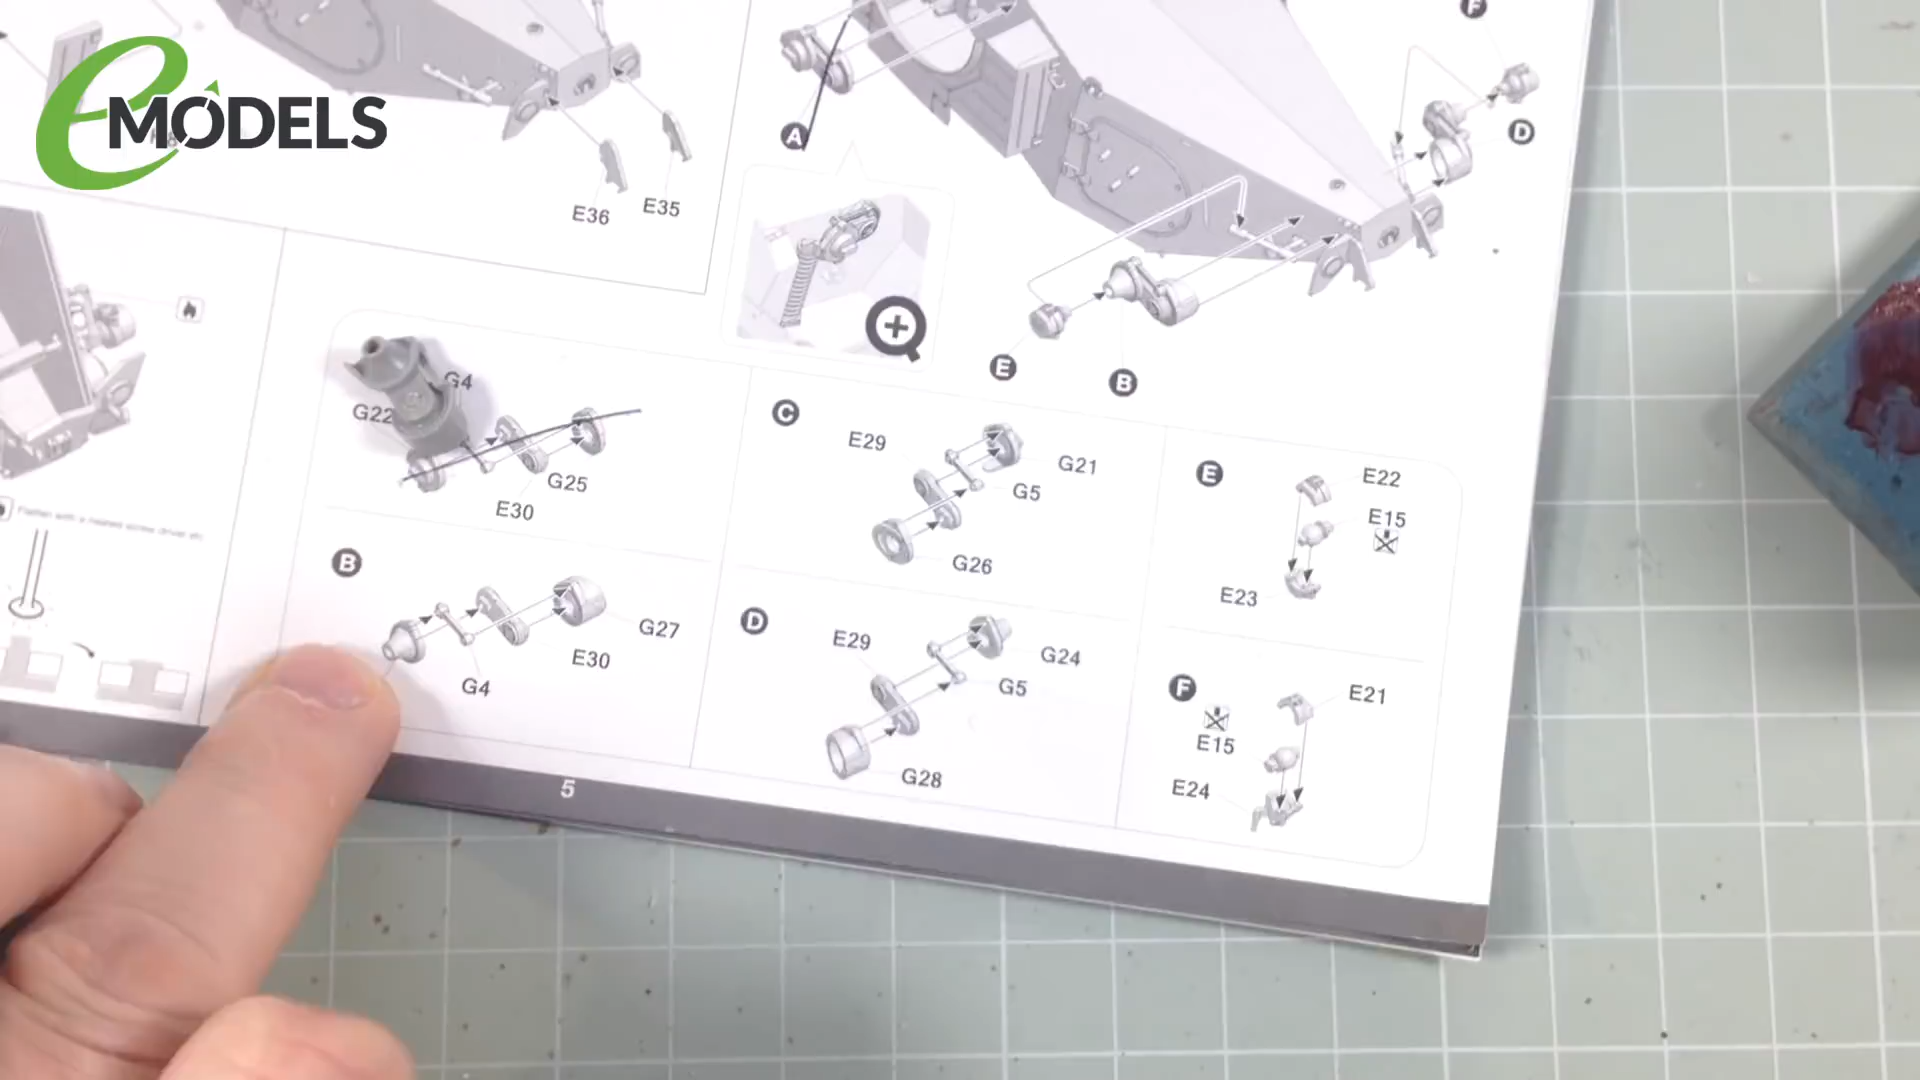 eMODELS
F
A
D
E36
E35
E
B
G4
G22
G25
E30
C
E29
G21
G5
G26
E
E22
E15
E23
B
G27
E30
G4
D
E29
G24
G5
G28
F
E21
E15
E24
5